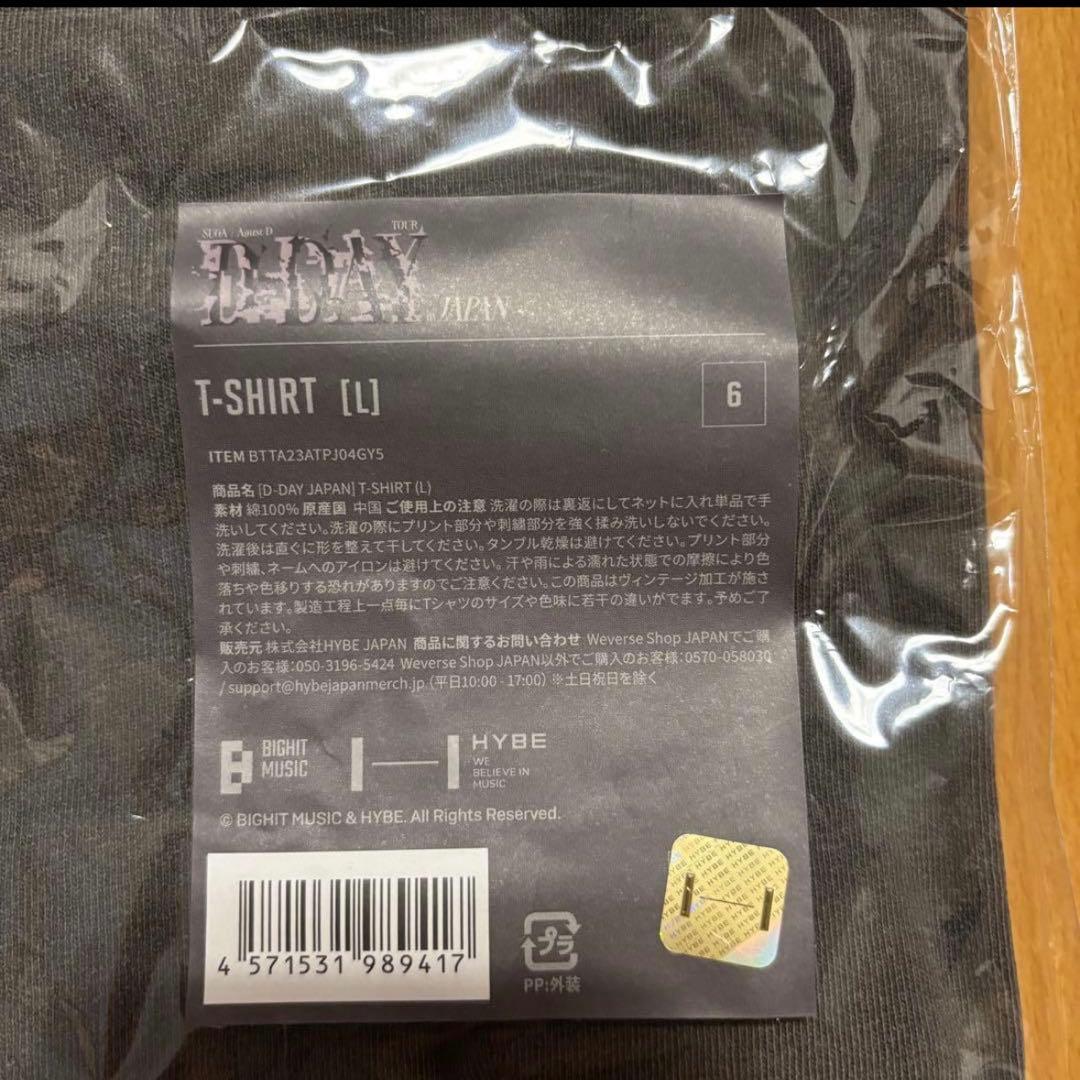 SUGA | Agust D TOUR
D-DAY JAPAN
T-SHIRT [L]
6
ITEM BTTA23ATPJ04GY5
商品名 [D-DAY JAPAN] T-SHIRT (L)
素材 綿100% 原産国 中国 ご使用上の注意 洗濯の際は裏返にしてネットに入れ単品で手
洗いしてください。洗濯の際にプリント部分や刺繍部分を強く揉み洗いしないでください。
洗濯後は直ぐに形を整えて干してください。タンブル乾燥は避けてください。プリント部分
や刺繍、ネームへのアイロンは避けてください。 汗や雨による濡れた状態での摩擦により色
落ちや色移りする恐れがありますのでご注意ください。この商品はヴィンテージ加工が施さ
れています。製造工程上一点毎にTシャツのサイズや色味に若干の違いがでます。予めご了
承ください。
販売元 株式会社HYBE JAPAN 商品に関するお問い合わせ Weverse Shop JAPANでご購
入のお客様：050-3196-5424 Weverse Shop JAPAN以外でご購入のお客様：0570-058030
/ support@hybejapanmerch.jp (平日10:00 - 17:00) ※土日祝日を除く
BIGHIT
MUSIC
HYBE
WE
BELIEVE IN
MUSIC
© BIGHIT MUSIC & HYBE. All Rights Reserved.
4 571531 989417
プラ
PP:外装
HYBE HYBE HYBE